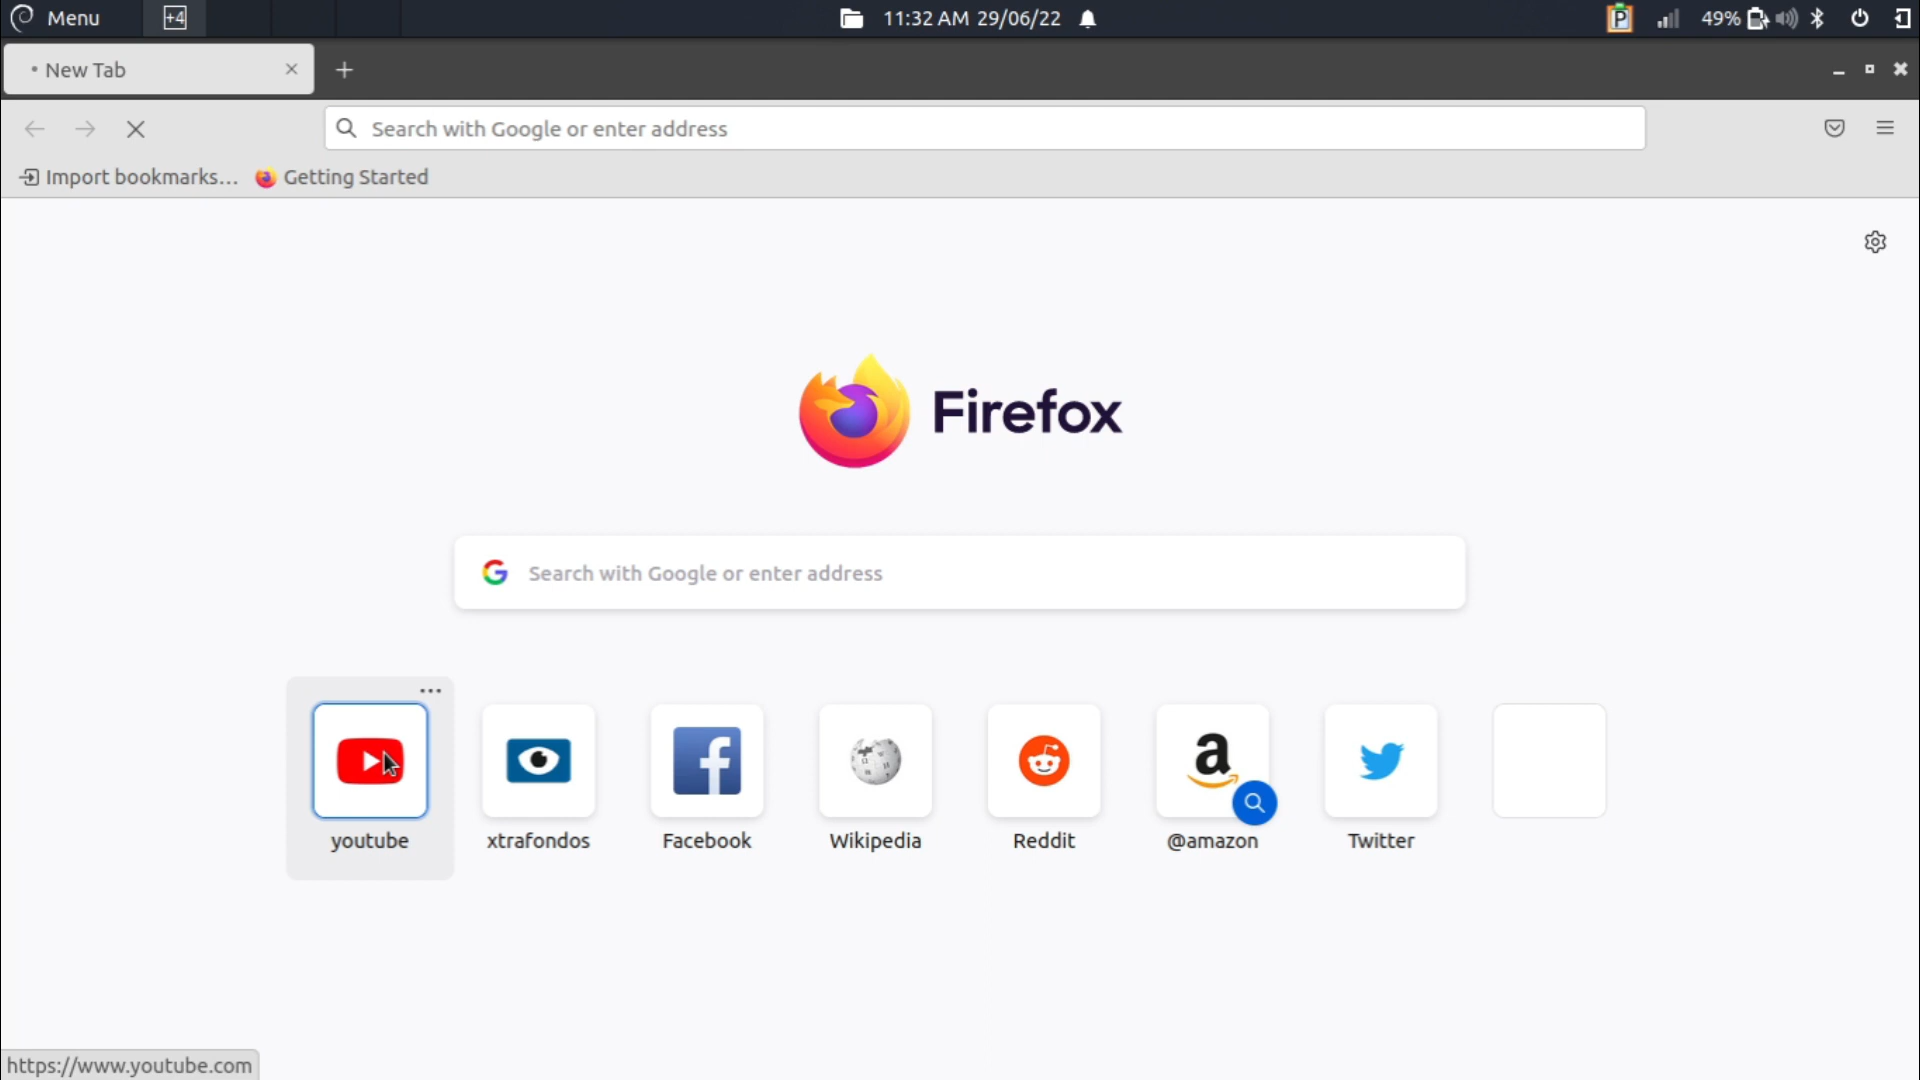 Menu
+4
11:32 AM 29/06/22
P
49%
New Tab
Search with Google or enter address
Import bookmarks...
Getting Started
Firefox
Search with Google or enter address
youtube
xtrafondos
Facebook
Wikipedia
Reddit
@amazon
Twitter
https://www.youtube.com